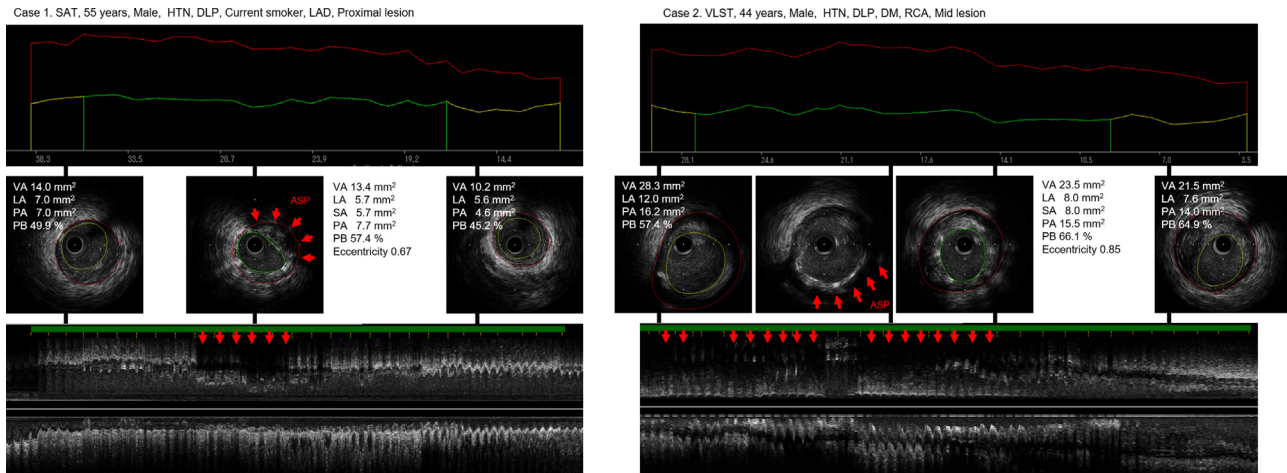 Case 1. SAT, 55 years, Male, HTN, DLP, Current smoker, LAD, Proximal lesion
38.3 33.5 28.7 23.9 19.2 14.4
VA 14.0 mm²
LA 7.0 mm²
PA 7.0 mm²
PB 49.9 %
ASP
VA 13.4 mm²
LA 5.7 mm²
SA 5.7 mm²
PA 7.7 mm²
PB 57.4 %
Eccentricity 0.67
VA 10.2 mm²
LA 5.6 mm²
PA 4.6 mm²
PB 45.2 %
Case 2. VLST, 44 years, Male, HTN, DLP, DM, RCA, Mid lesion
28.1 24.6 21.1 17.6 14.1 10.5 7.0 3.5
VA 28.3 mm²
LA 12.0 mm²
PA 16.2 mm²
PB 57.4 %
ASP
VA 23.5 mm²
LA 8.0 mm²
SA 8.0 mm²
PA 15.5 mm²
PB 66.1 %
Eccentricity 0.85
VA 21.5 mm²
LA 7.6 mm²
PA 14.0 mm²
PB 64.9 %